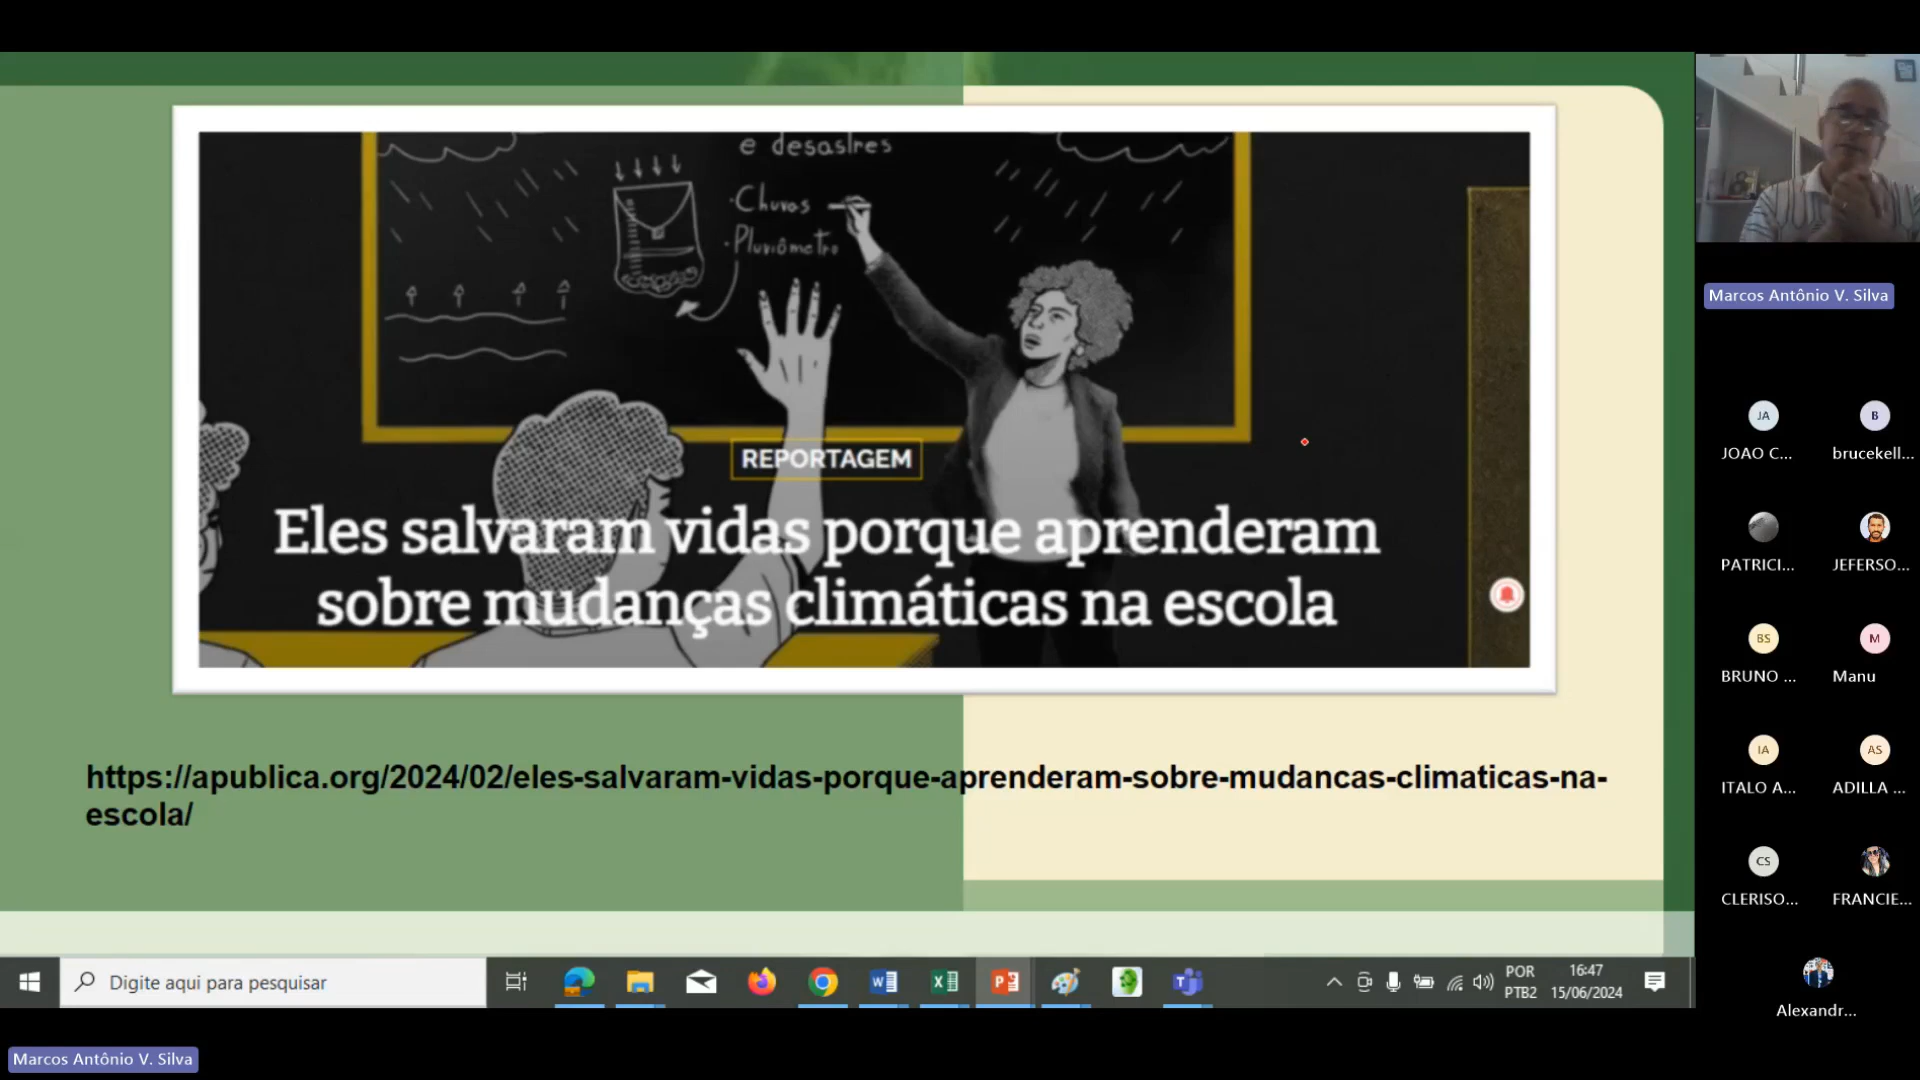 e desastres
·Chuvas
·Pluviômetro
REPORTAGEM
Eles salvaram vidas porque aprenderam
sobre mudanças climáticas na escola
https://apublica.org/2024/02/eles-salvaram-vidas-porque-aprenderam-sobre-mudancas-climaticas-na-
escola/
Marcos Antônio V. Silva
JA
B
JOAO C...
brucekell...
PATRICI...
JEFERSO...
BS
M
BRUNO ...
Manu
IA
AS
ITALO A...
ADILLA ...
CS
CLERISO...
FRANCIE...
Alexandr...
Digite aqui para pesquisar
POR
PTB2
16:47
15/06/2024
Marcos Antônio V. Silva